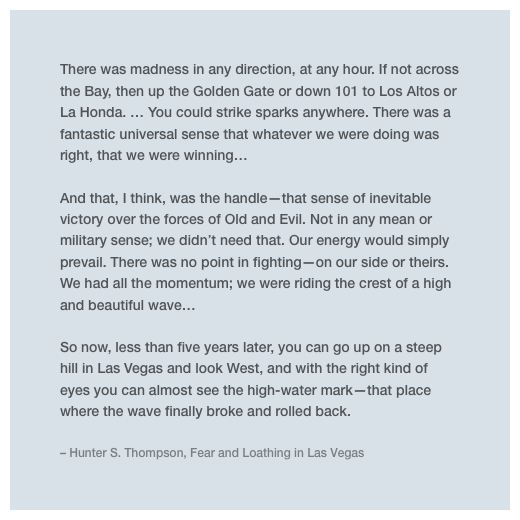 There was madness in any direction, at any hour. If not across
the Bay, then up the Golden Gate or down 101 to Los Altos or
La Honda. … You could strike sparks anywhere. There was a
fantastic universal sense that whatever we were doing was
right, that we were winning…
And that, I think, was the handle—that sense of inevitable
victory over the forces of Old and Evil. Not in any mean or
military sense; we didn’t need that. Our energy would simply
prevail. There was no point in fighting—on our side or theirs.
We had all the momentum; we were riding the crest of a high
and beautiful wave…
So now, less than five years later, you can go up on a steep
hill in Las Vegas and look West, and with the right kind of
eyes you can almost see the high-water mark—that place
where the wave finally broke and rolled back.
– Hunter S. Thompson, Fear and Loathing in Las Vegas